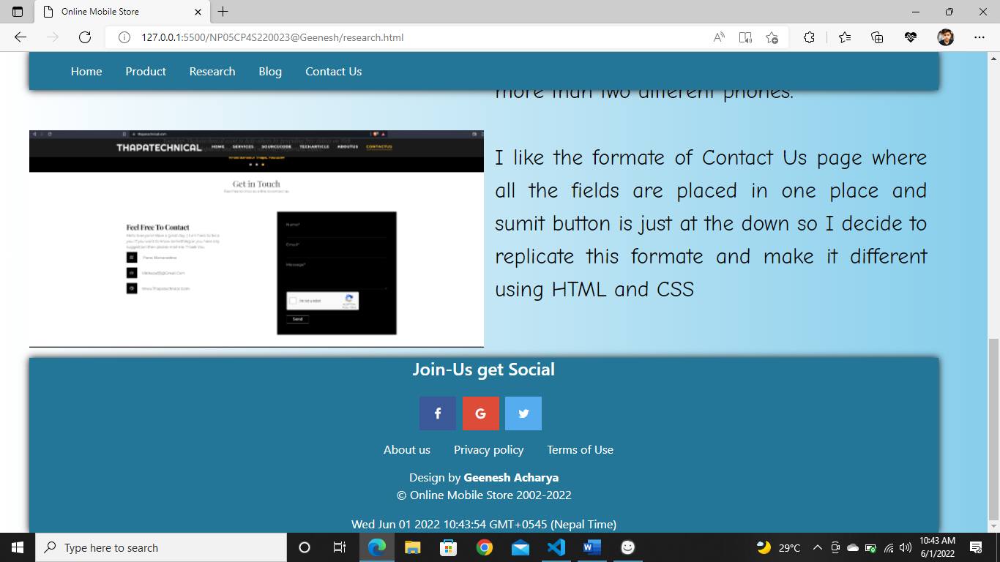 Online Mobile Store
127.0.0.1:5500/NP05CP4S220023@Geenesh/research.html
Home Product Research Blog Contact Us
more than two different phones.
THAPATECHNICAL HOME SERVICES SOURCECODE TECHARTICLE ABOUTUS CONTACTUS
Get in Touch
Feel Free To Contact
Name*
Email*
Message*
I'm not a robot
Send
I like the formate of Contact Us page where
all the fields are placed in one place and
sumit button is just at the down so I decide to
replicate this formate and make it different
using HTML and CSS
Join-Us get Social
f G
About us Privacy policy Terms of Use
Design by Geenesh Acharya
© Online Mobile Store 2002-2022
Wed Jun 01 2022 10:43:54 GMT+0545 (Nepal Time)
Type here to search
29°C
10:43 AM
6/1/2022